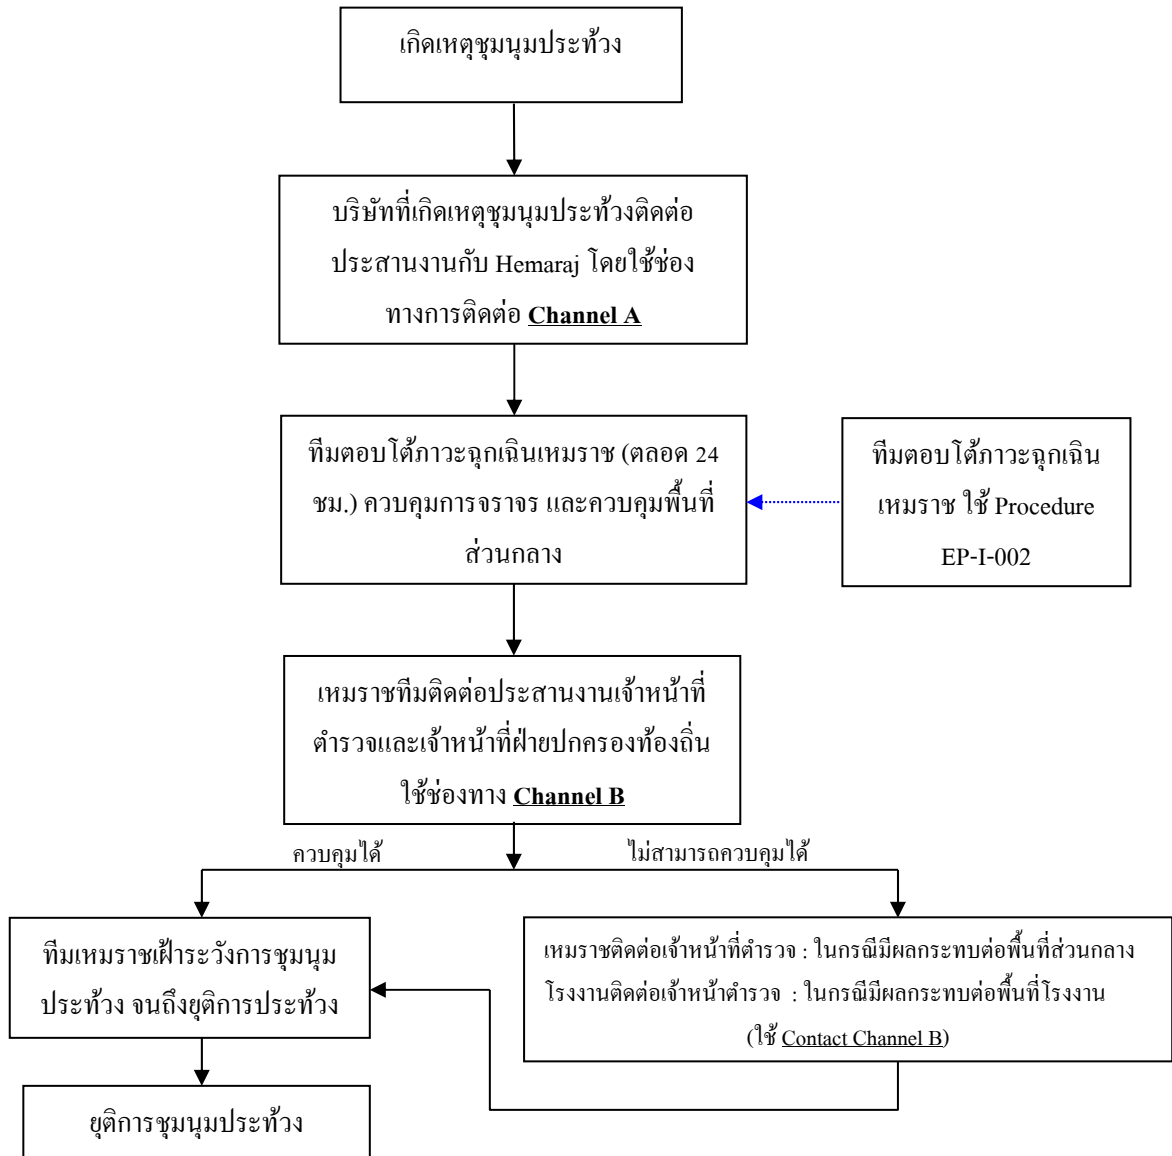 เกิดเหตุชุมนุมประท้วง
บริษัทที่เกิดเหตุชุมนุมประท้วงติดต่อ
ประสานงานกับ Hemaraj โดยใช้ช่อง
ทางการติดต่อ Channel A
ทีมตอบโต้ภาวะฉุกเฉินเหมราช (ตลอด 24
ชม.) ควบคุมการจราจร และควบคุมพื้นที่
ส่วนกลาง
ทีมตอบโต้ภาวะฉุกเฉิน
เหมราช ใช้ Procedure
EP-I-002
เหมราชทีมติดต่อประสานงานเจ้าหน้าที่
ตำรวจและเจ้าหน้าที่ฝ่ายปกครองท้องถิ่น
ใช้ช่องทาง Channel B
ควบคุมได้
ไม่สามารถควบคุมได้
ทีมเหมราชเฝ้าระวังการชุมนุม
ประท้วง จนถึงยุติการประท้วง
เหมราชติดต่อเจ้าหน้าที่ตำรวจ : ในกรณีมีผลกระทบต่อพื้นที่ส่วนกลาง
โรงงานติดต่อเจ้าหน้าตำรวจ : ในกรณีมีผลกระทบต่อพื้นที่โรงงาน
(ใช้ Contact Channel B)
ยุติการชุมนุมประท้วง